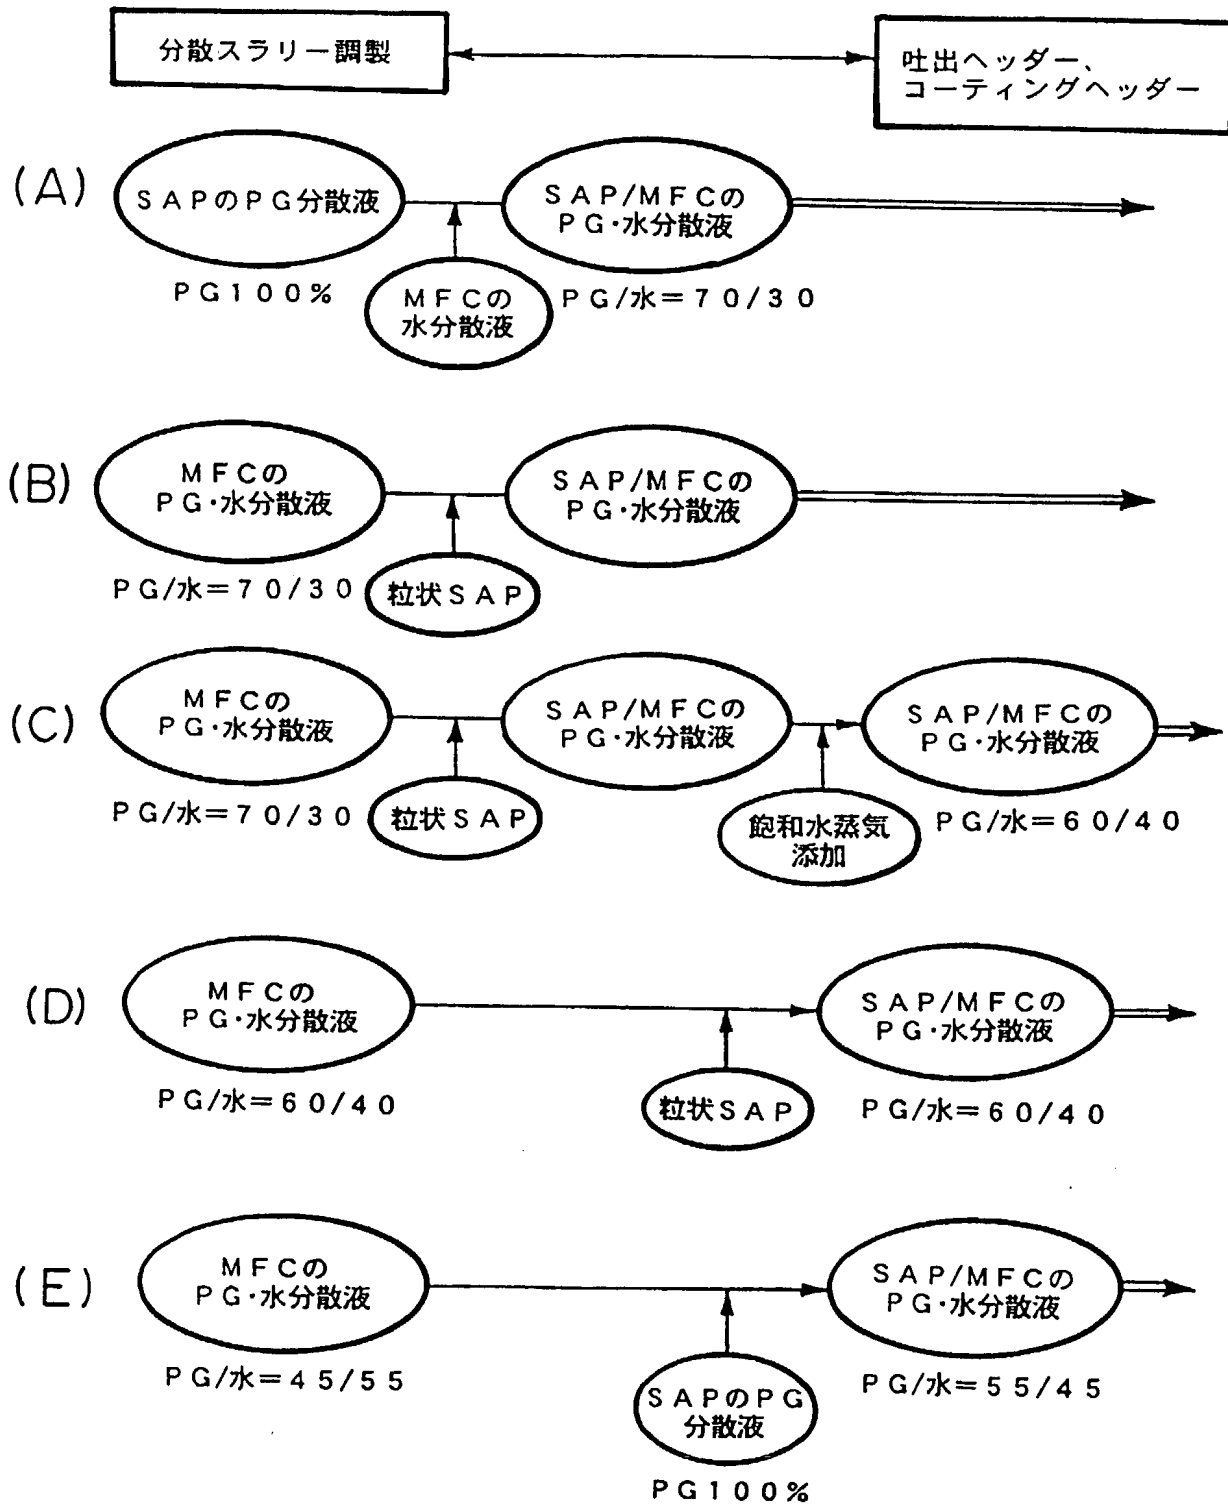 分散スラリー調製
吐出ヘッダー、
コーティングヘッダー
(A)
SAPのPG分散液
PG100%
MFCの
水分散液
SAP/MFCの
PG・水分散液
PG/水=70/30
(B)
MFCの
PG・水分散液
PG/水=70/30
粒状SAP
SAP/MFCの
PG・水分散液
(C)
MFCの
PG・水分散液
PG/水=70/30
粒状SAP
SAP/MFCの
PG・水分散液
飽和水蒸気
添加
SAP/MFCの
PG・水分散液
PG/水=60/40
(D)
MFCの
PG・水分散液
PG/水=60/40
粒状SAP
SAP/MFCの
PG・水分散液
PG/水=60/40
(E)
MFCの
PG・水分散液
PG/水=45/55
SAPのPG
分散液
PG100%
SAP/MFCの
PG・水分散液
PG/水=55/45